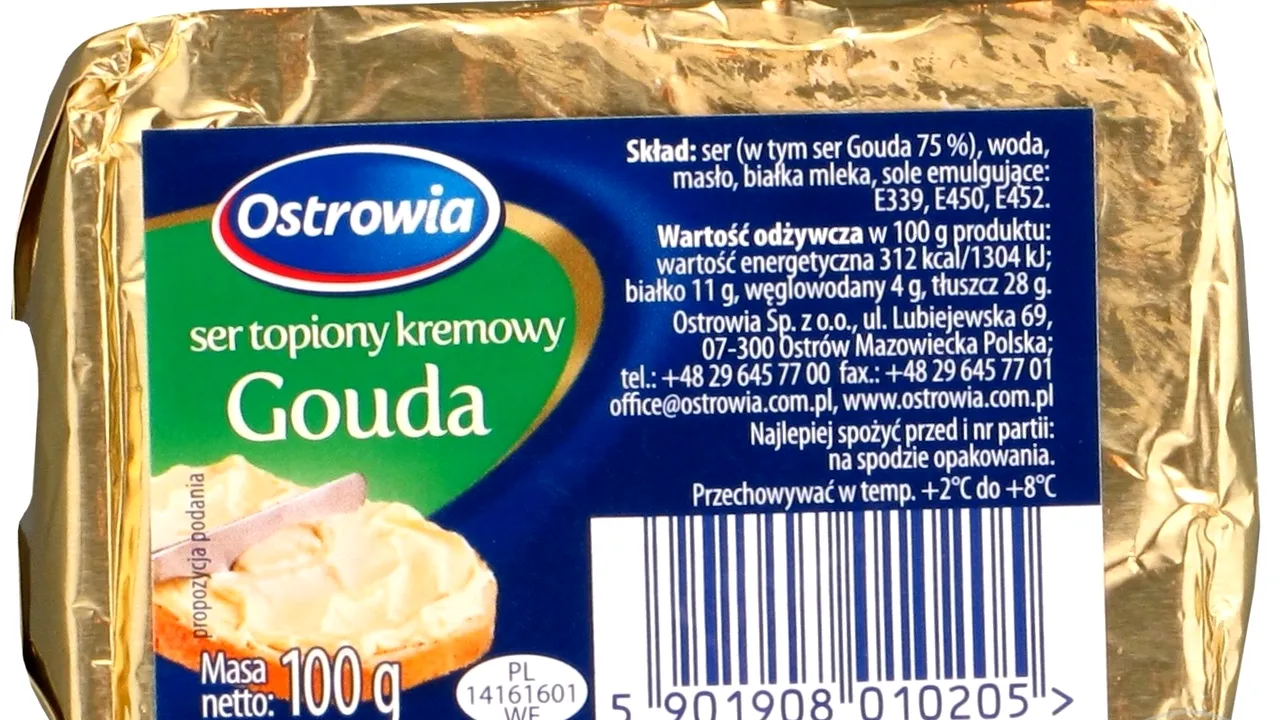 Ostrowia
ser topiony kremowy
Gouda
propozycja podania
Masa
netto: 100 g
PL
14161601
WE
Skład: ser (w tym ser Gouda 75 %), woda,
masło, białka mleka, sole emulgujące:
E339, E450, E452.
Wartość odżywcza w 100 g produktu:
wartość energetyczna 312 kcal/1304 kJ;
białko 11 g, węglowodany 4 g, tłuszcz 28 g.
Ostrowia Sp. z o.o., ul. Lubiejewska 69,
07-300 Ostrów Mazowiecka Polska;
tel.: +48 29 645 77 00 fax.: +48 29 645 77 01
office@ostrowia.com.pl, www.ostrowia.com.pl
Najlepiej spożyć przed i nr partii:
na spodzie opakowania.
Przechowywać w temp. +2°C do +8°C
5 901908 010205 >